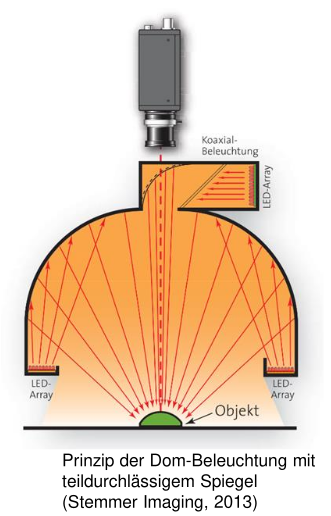 Koaxial-
Beleuchtung
LED-Array
LED-
Array
LED-
Array
Objekt
Prinzip der Dom-Beleuchtung mit
teildurchlässigem Spiegel
(Stemmer Imaging, 2013)